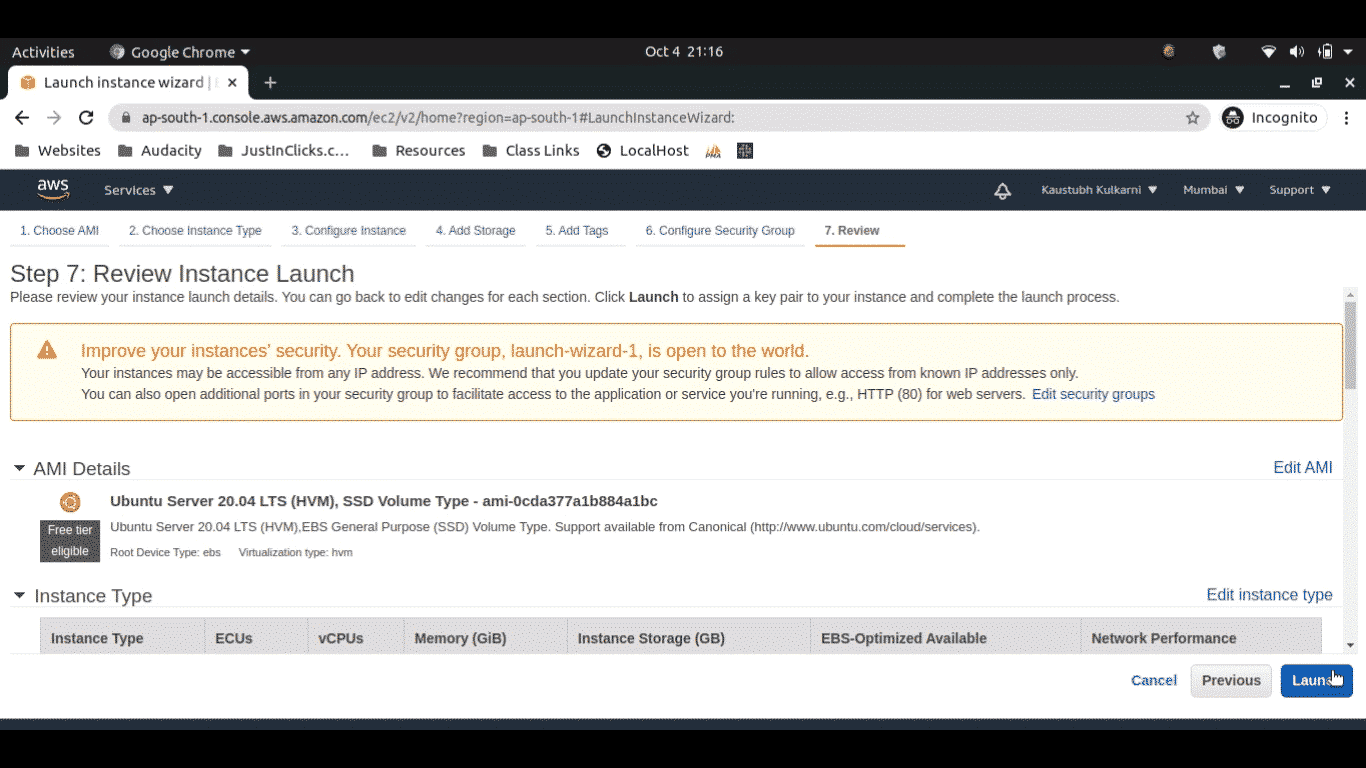 Activities Google Chrome Oct 4 21:16
Launch instance wizard |
ap-south-1.console.aws.amazon.com/ec2/v2/home?region=ap-south-1#LaunchInstanceWizard: Incognito
Websites Audacity JustInClicks.c... Resources Class Links LocalHost PMA
aws Services Kaustubh Kulkarni Mumbai Support
1. Choose AMI 2. Choose Instance Type 3. Configure Instance 4. Add Storage 5. Add Tags 6. Configure Security Group 7. Review
Step 7: Review Instance Launch
Please review your instance launch details. You can go back to edit changes for each section. Click Launch to assign a key pair to your instance and complete the launch process.
Improve your instances' security. Your security group, launch-wizard-1, is open to the world.
Your instances may be accessible from any IP address. We recommend that you update your security group rules to allow access from known IP addresses only.
You can also open additional ports in your security group to facilitate access to the application or service you're running, e.g., HTTP (80) for web servers. Edit security groups
AMI Details Edit AMI
Ubuntu Server 20.04 LTS (HVM), SSD Volume Type - ami-0cda377a1b884a1bc
Free tier eligible
Ubuntu Server 20.04 LTS (HVM),EBS General Purpose (SSD) Volume Type. Support available from Canonical (http://www.ubuntu.com/cloud/services).
Root Device Type: ebs Virtualization type: hvm
Instance Type Edit instance type
Instance Type ECUs vCPUs Memory (GiB) Instance Storage (GB) EBS-Optimized Available Network Performance
Cancel Previous Laun